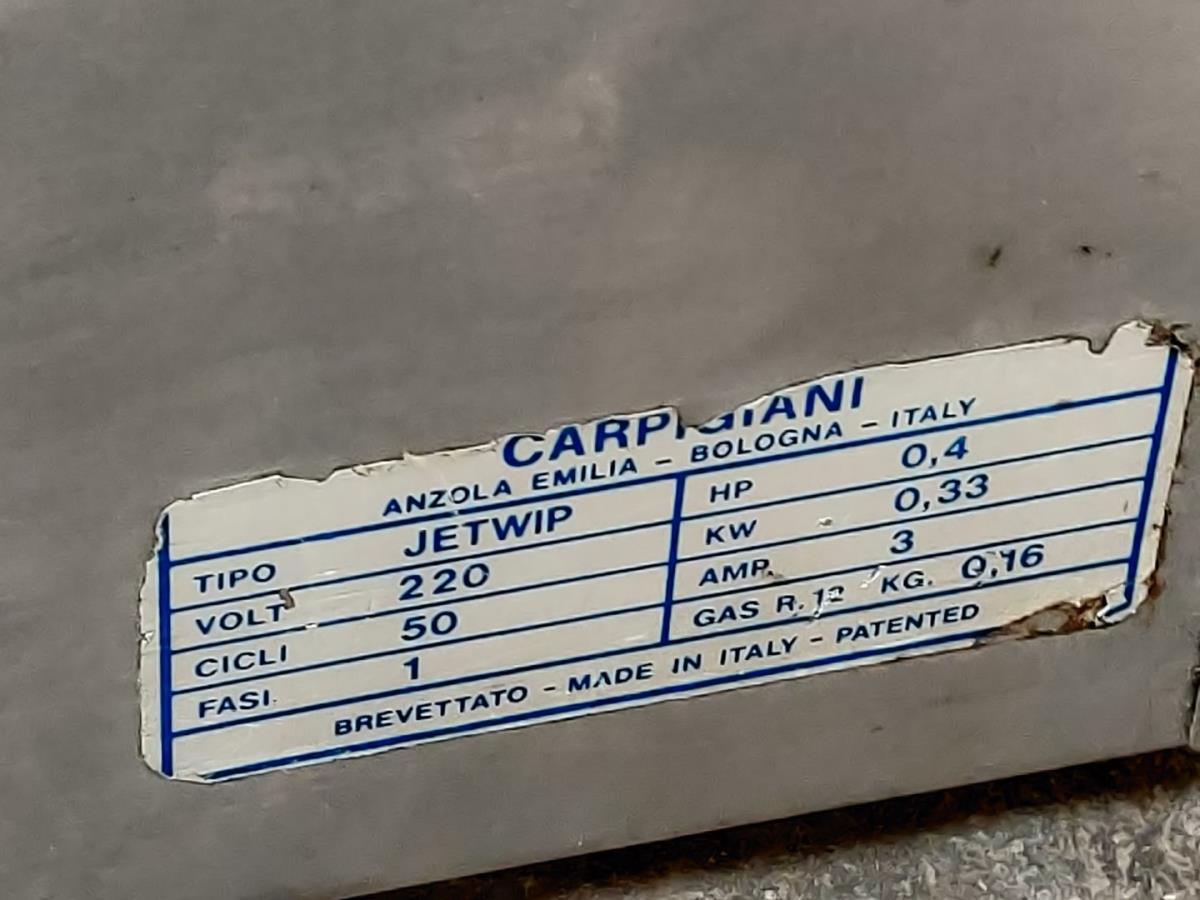 CARPIGIANI
ANZOLA EMILIA - BOLOGNA - ITALY
TIPO JETWIP
VOLT 220
CICLI 50
FASI 1
HP 0,4
KW 0,33
AMP. 3
GAS R.12 KG. 0,16
BREVETTATO - MADE IN ITALY - PATENTED